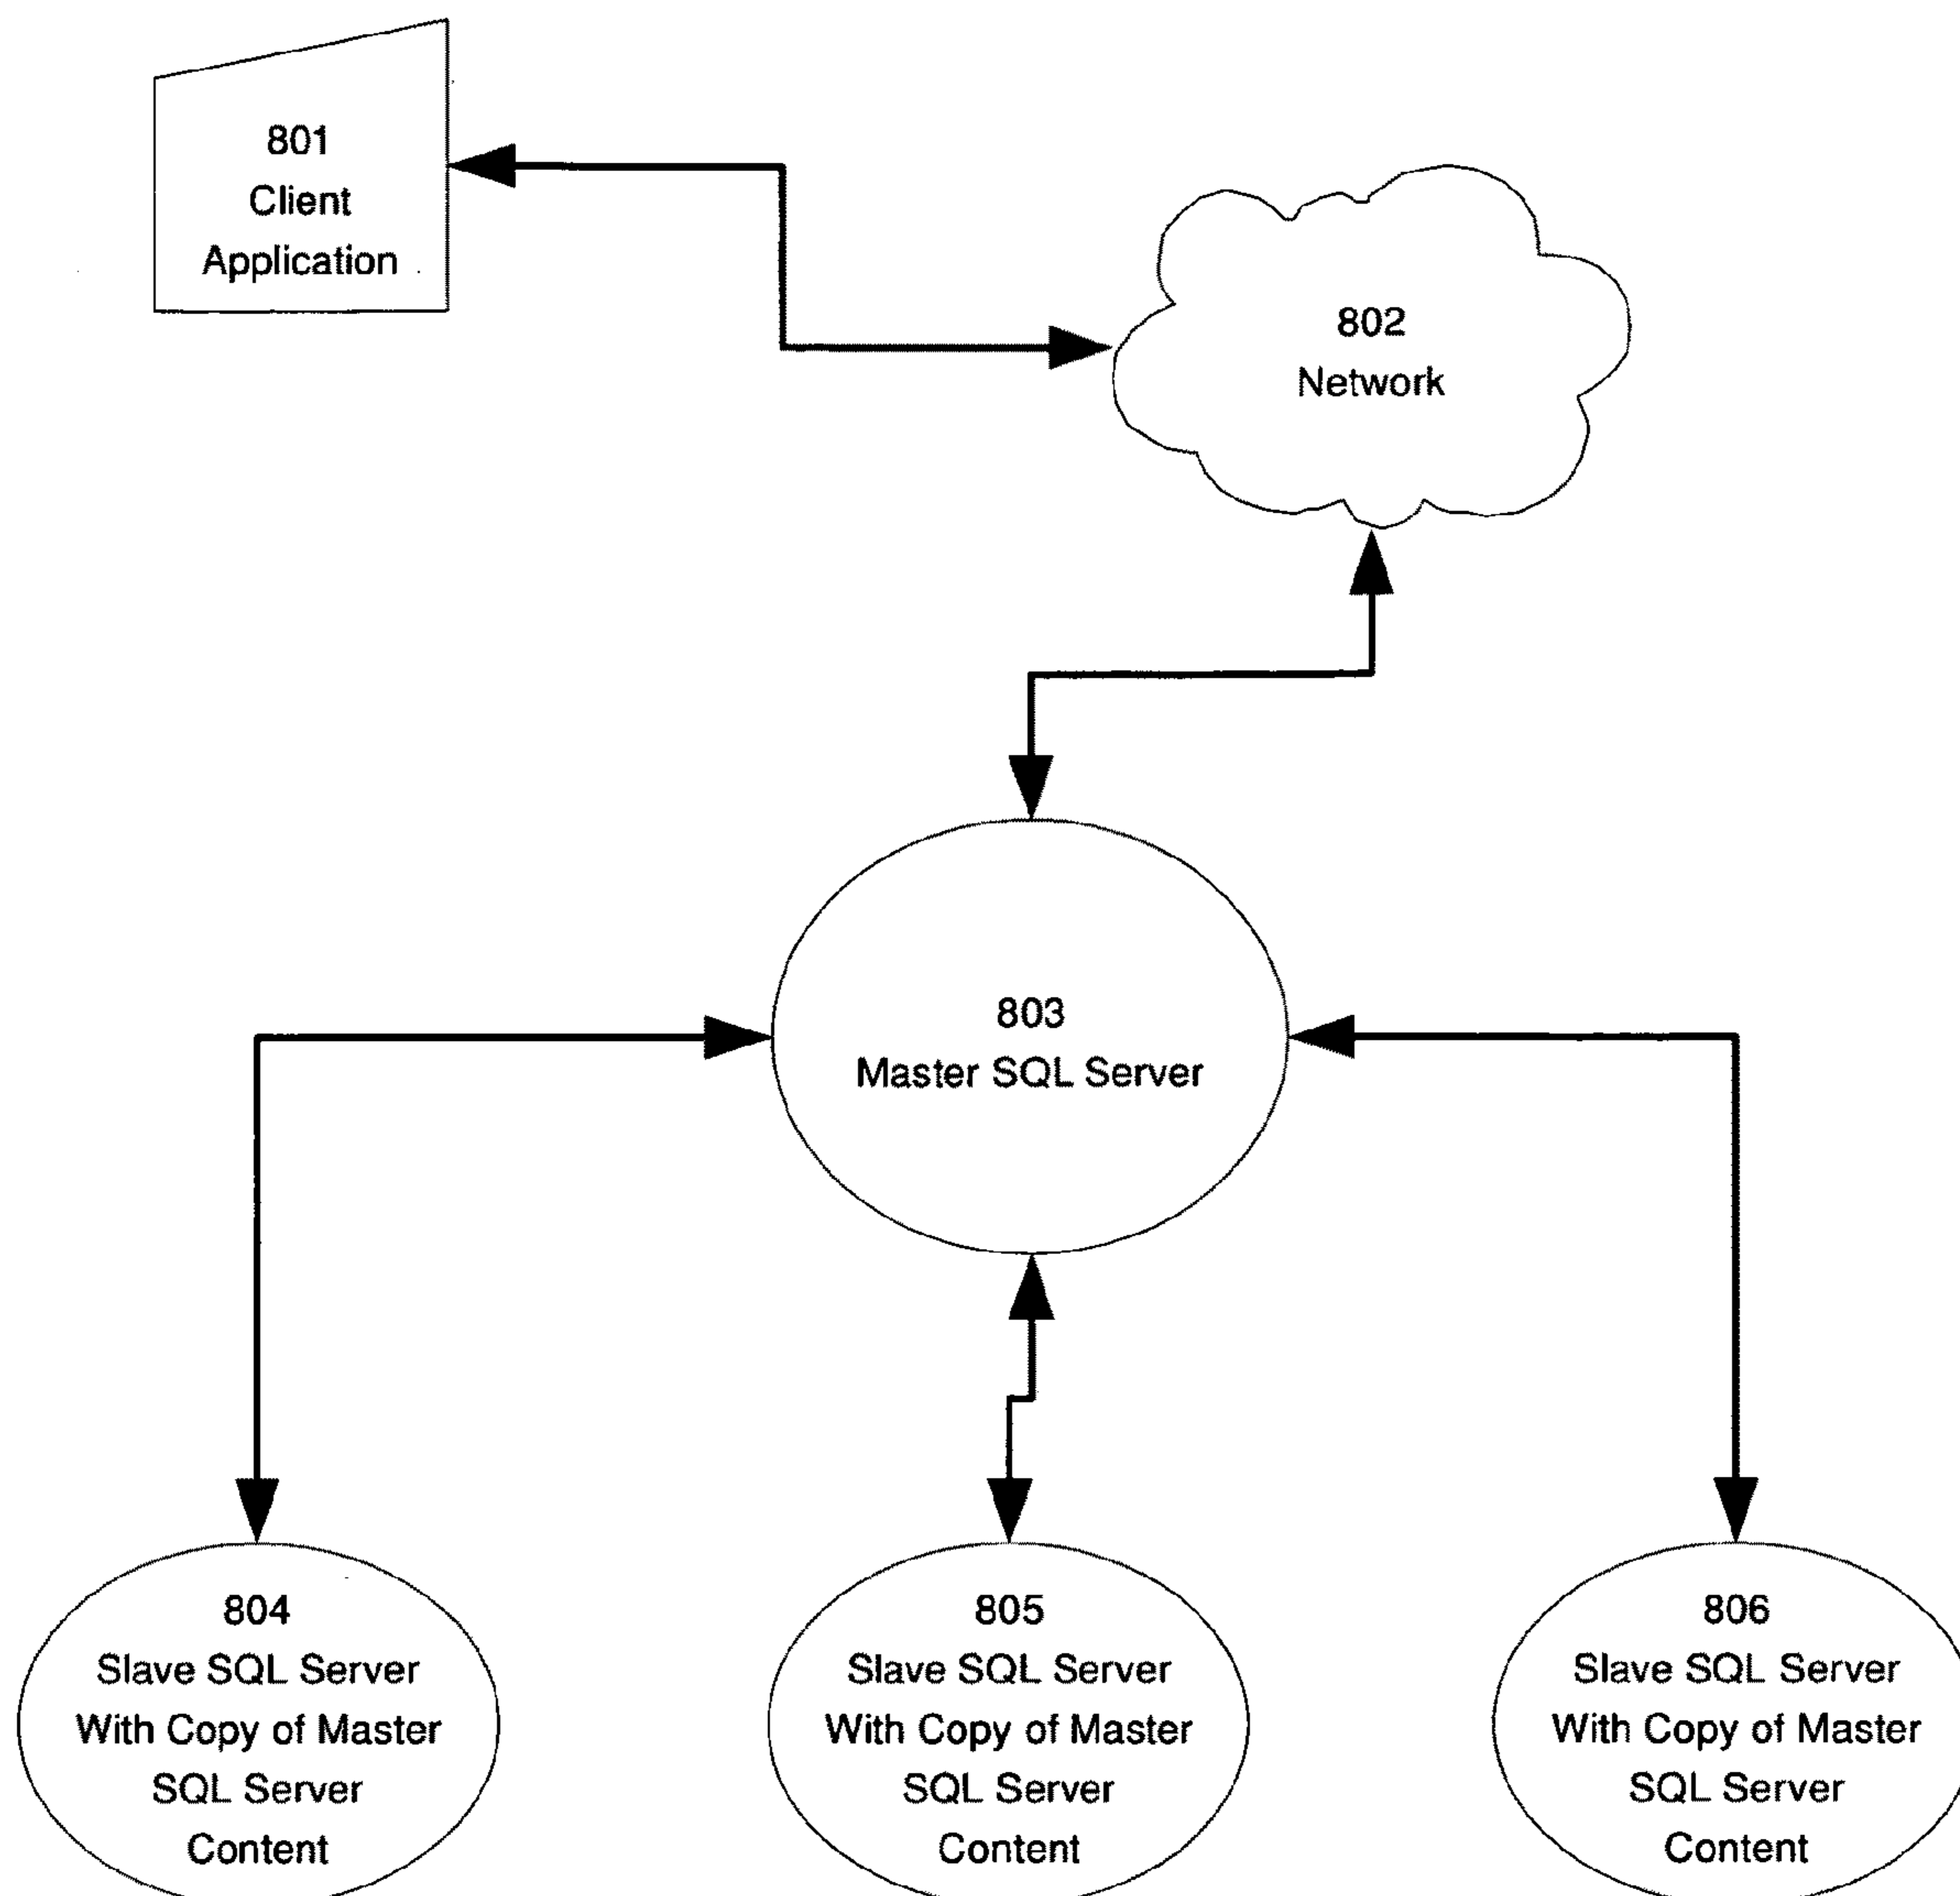 801
Client
Application
802
Network
803
Master SQL Server
804
Slave SQL Server
With Copy of Master
SQL Server
Content
805
Slave SQL Server
With Copy of Master
SQL Server
Content
806
Slave SQL Server
With Copy of Master
SQL Server
Content